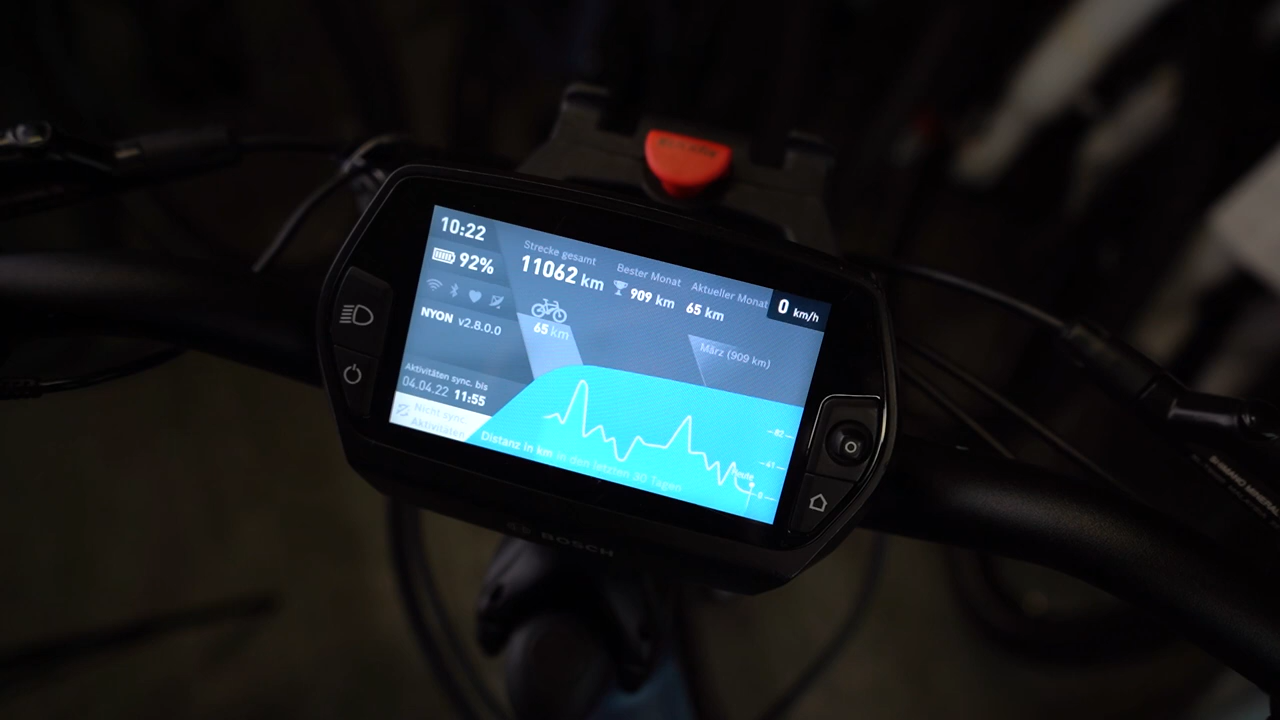 10:22
92%
NYON v2.8.0.0
Aktivitäten sync. bis
04.04.22 11:55
Nicht sync.
Aktivitäten
Strecke gesamt
11062 km
Bester Monat
909 km
Aktueller Monat
65 km
0 km/h
65 km
März (909 km)
82
41
0
heute
Distanz in km in den letzten 30 Tagen
BOSCH